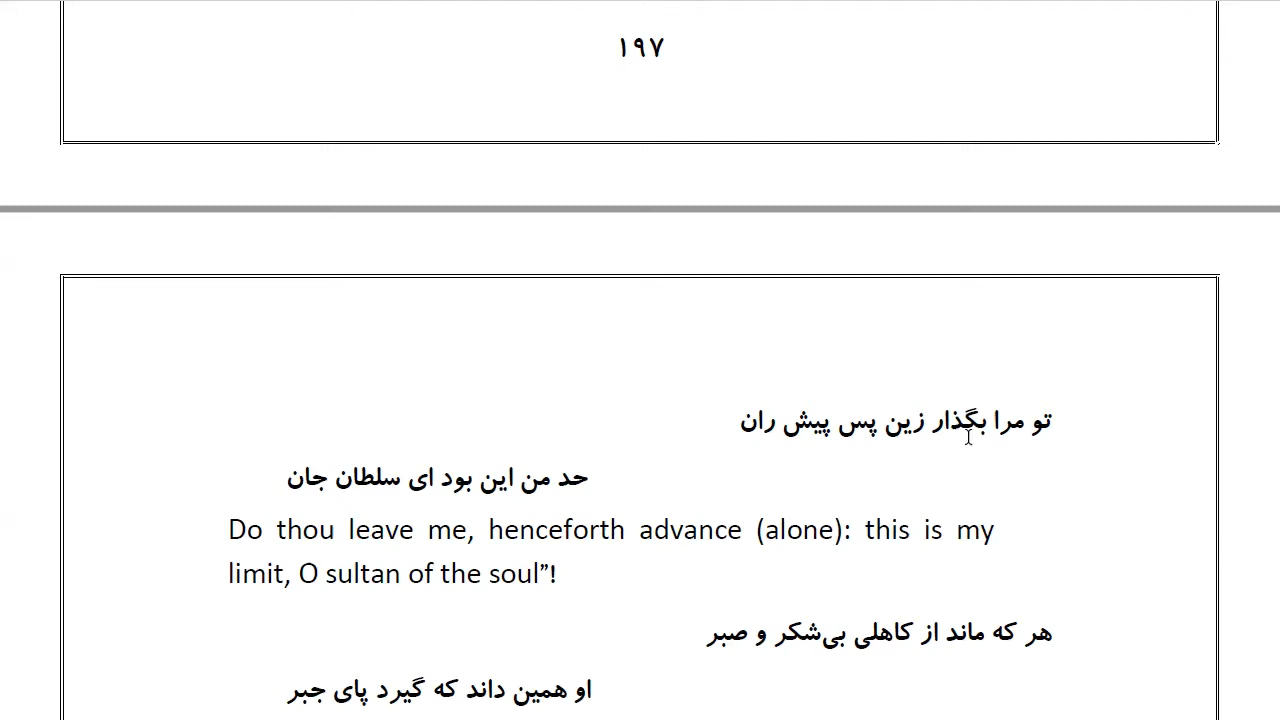 ۱۹۷
تو مرا بگذار زین پس پیش ران
حد من این بود ای سلطان جان
Do thou leave me, henceforth advance (alone): this is my
limit, O sultan of the soul”!
هر که ماند از کاهلی بی‌شکر و صبر
او همین داند که گیرد پای جبر